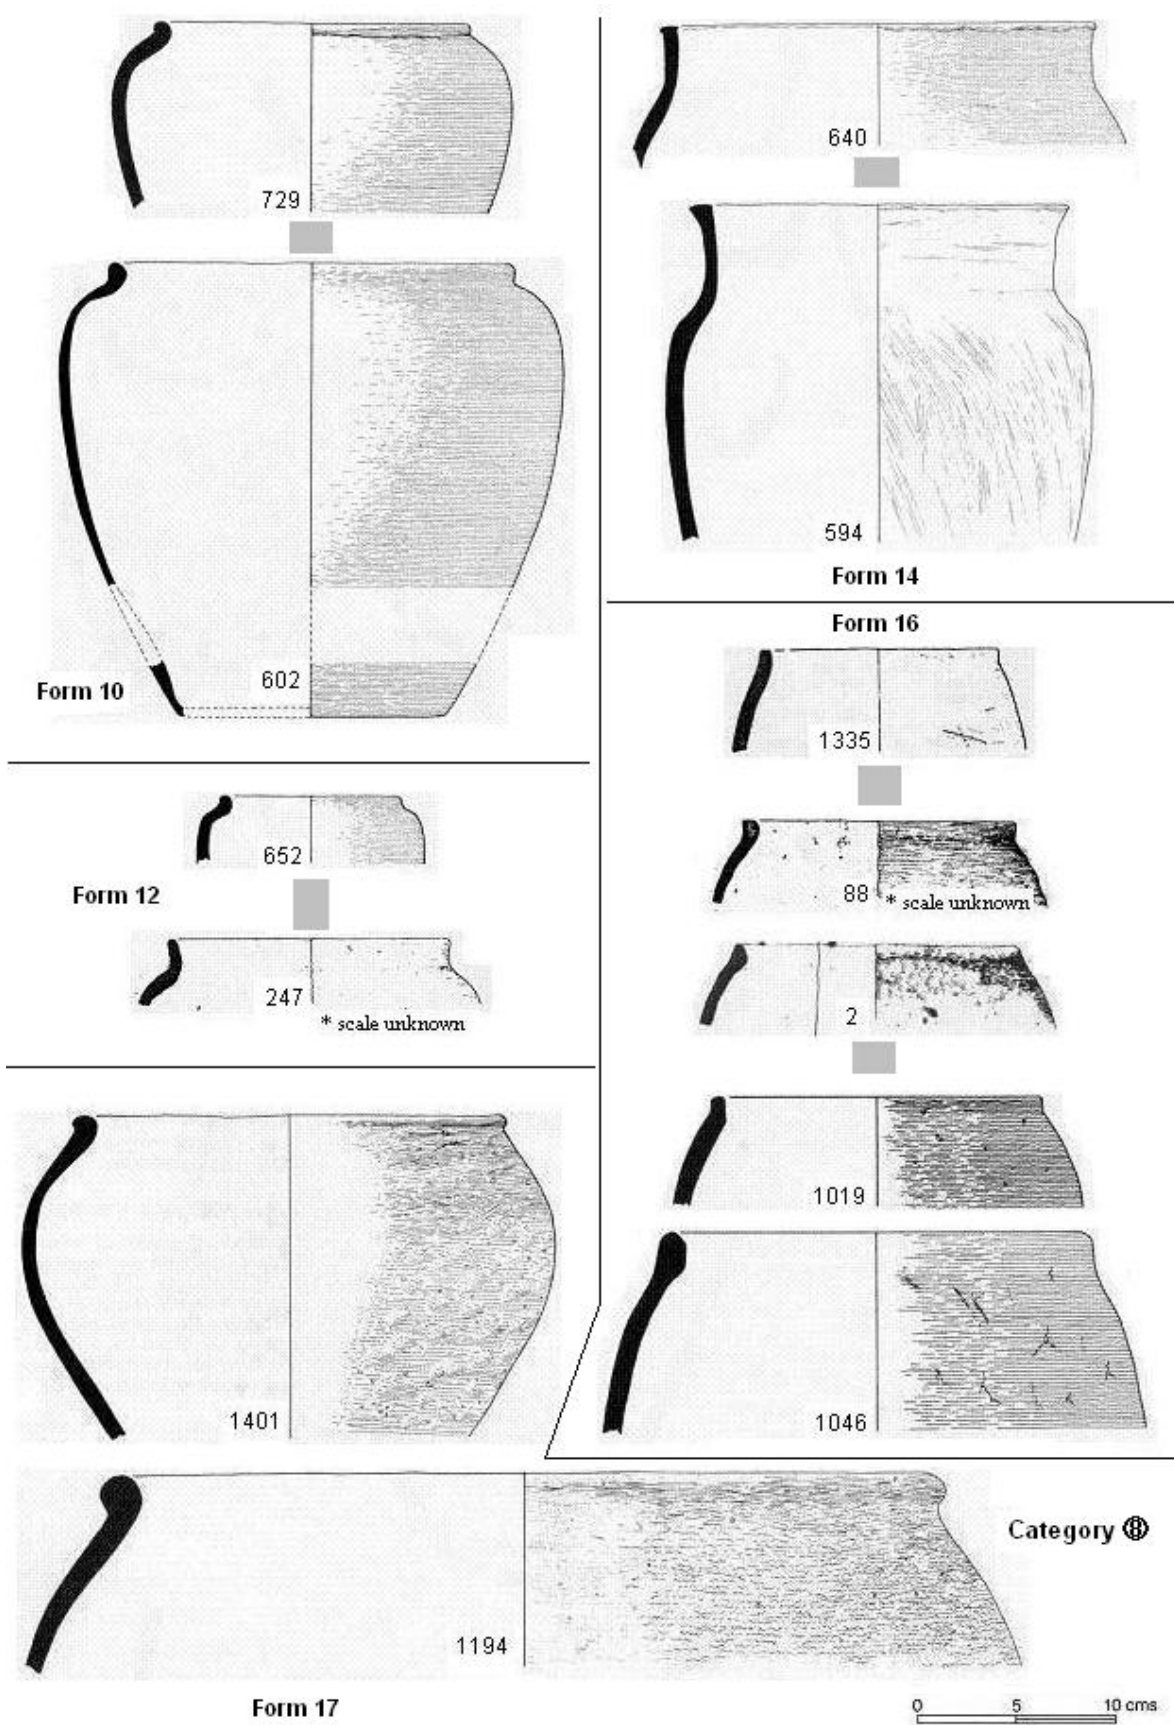 729
602
Form 10
652
Form 12
247
* scale unknown
1401
1194
Form 17
640
594
Form 14
Form 16
1335
88
* scale unknown
2
1019
1046
Category ⑧
0 5 10 cms